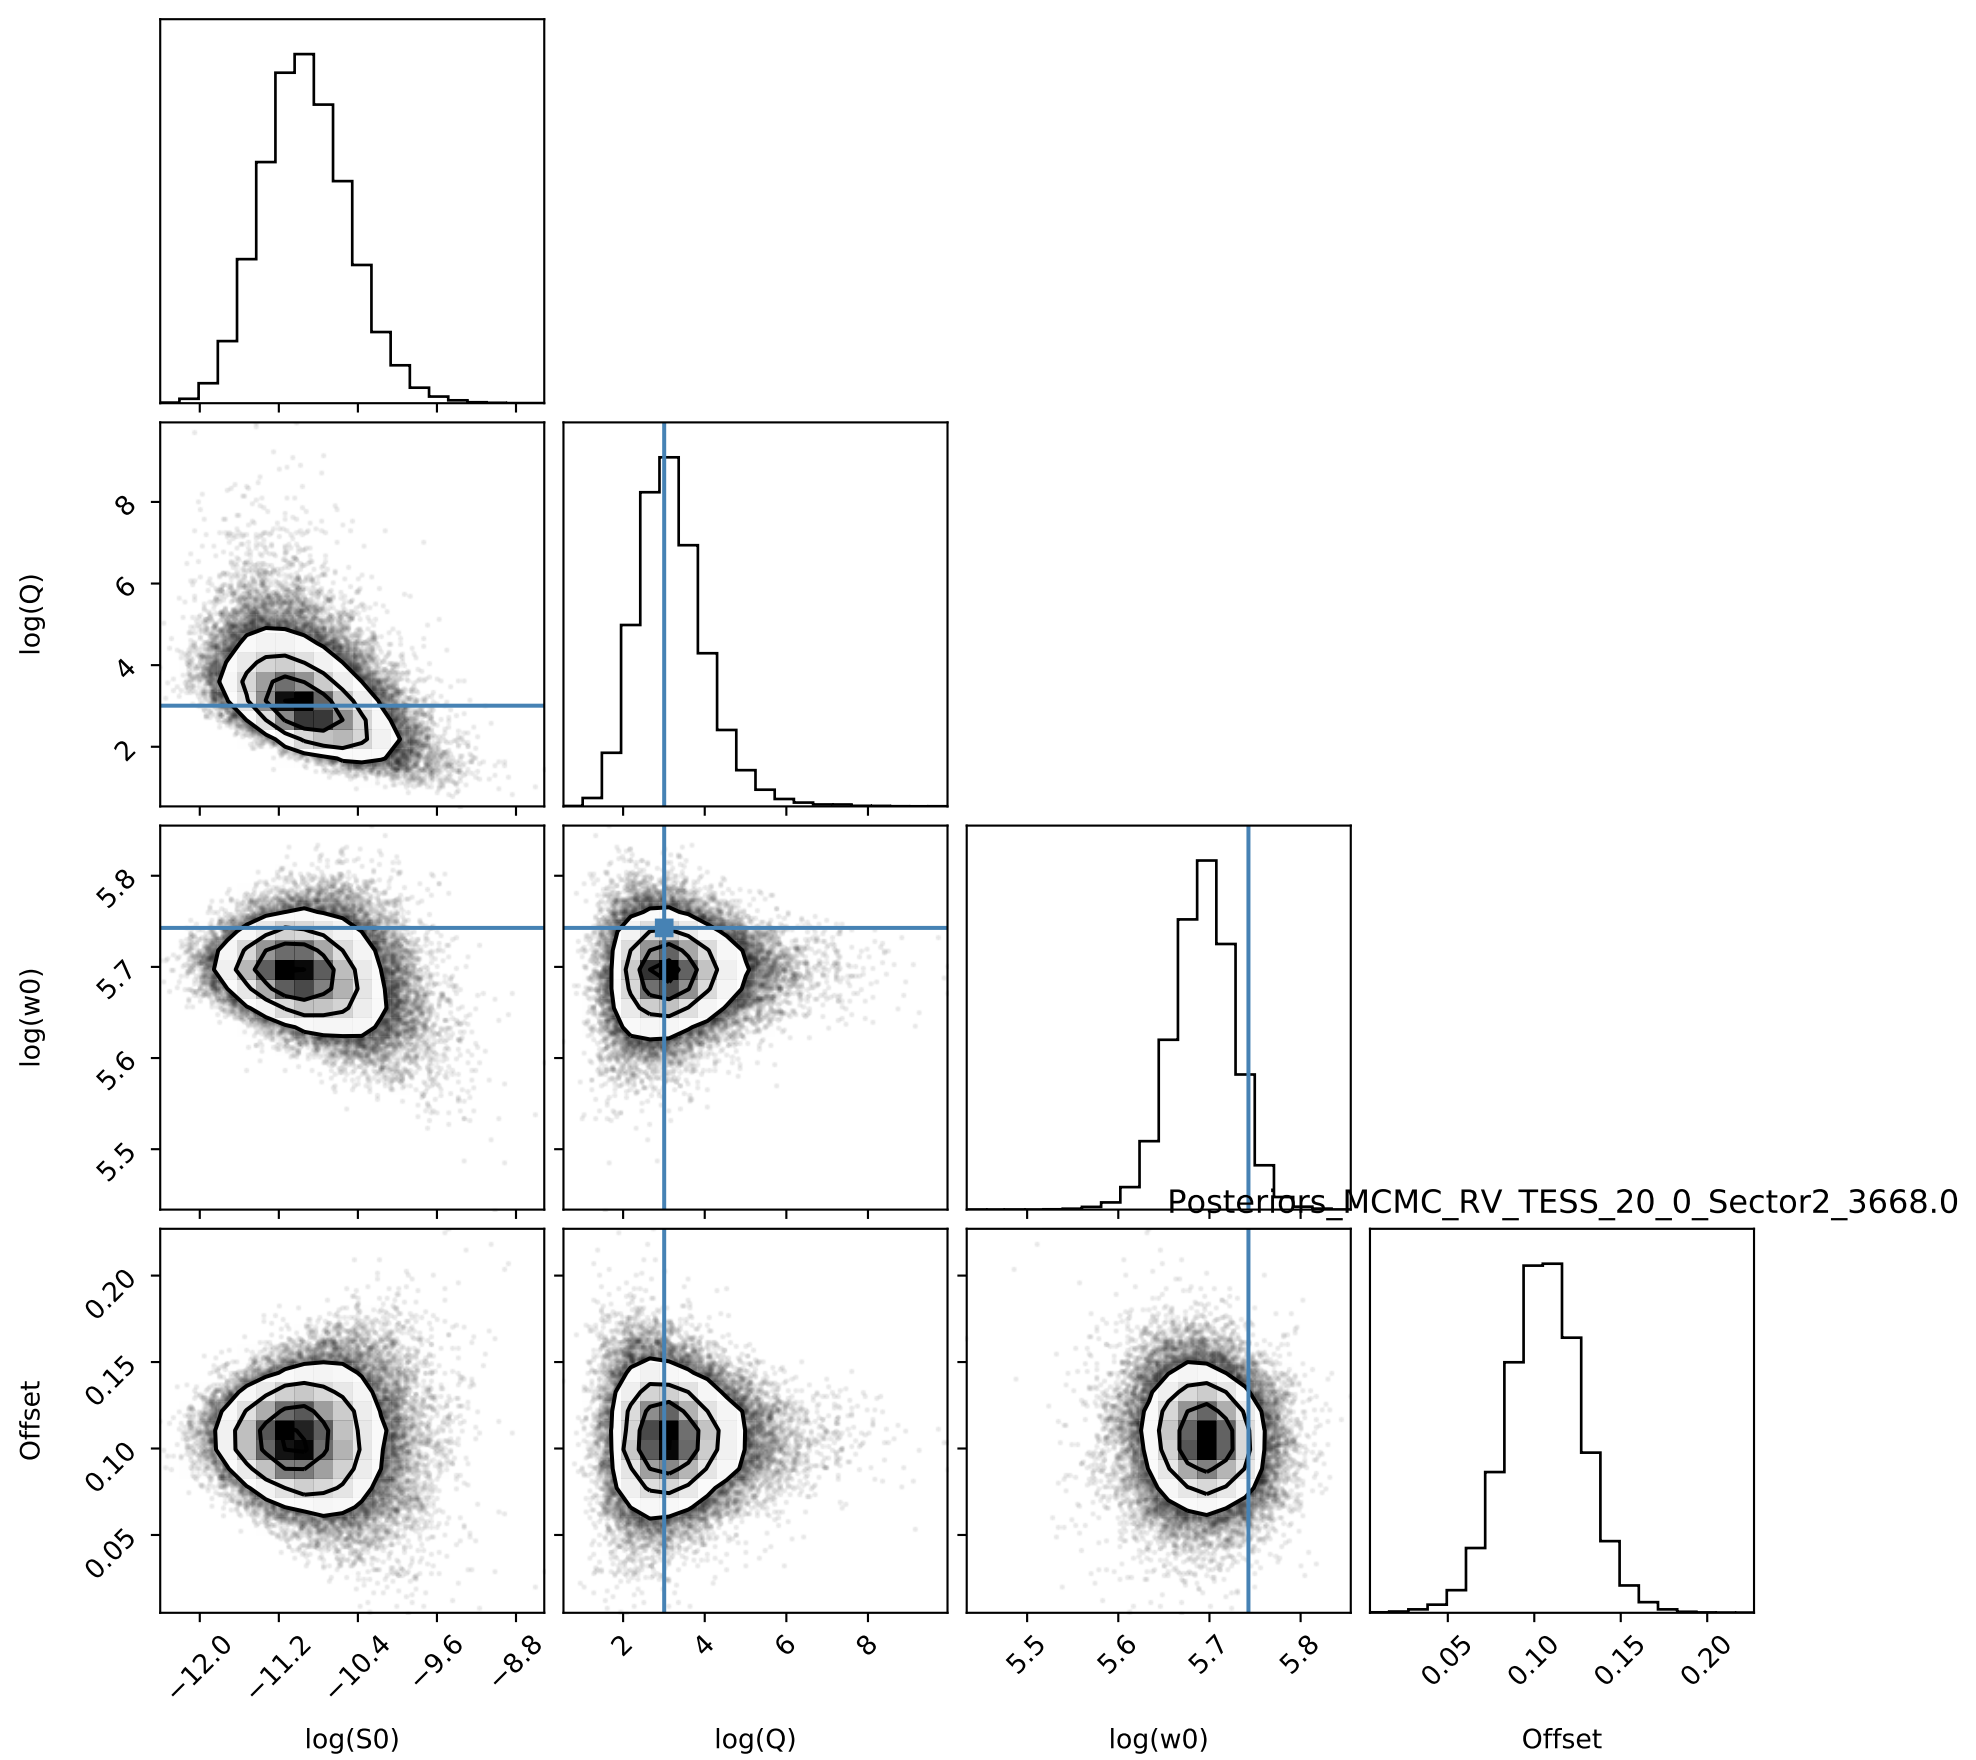 8
6
4
2
log(Q)
5.8
5.7
5.6
5.5
log(w0)
Posteriors_MCMC_RV_TESS_20_0_Sector2_3668.0
0.20
0.15
0.10
0.05
Offset
−12.0 −11.2 −10.4 −9.6 −8.8
2 4 6 8
5.5 5.6 5.7 5.8
0.05 0.10 0.15 0.20
log(S0) log(Q) log(w0) Offset